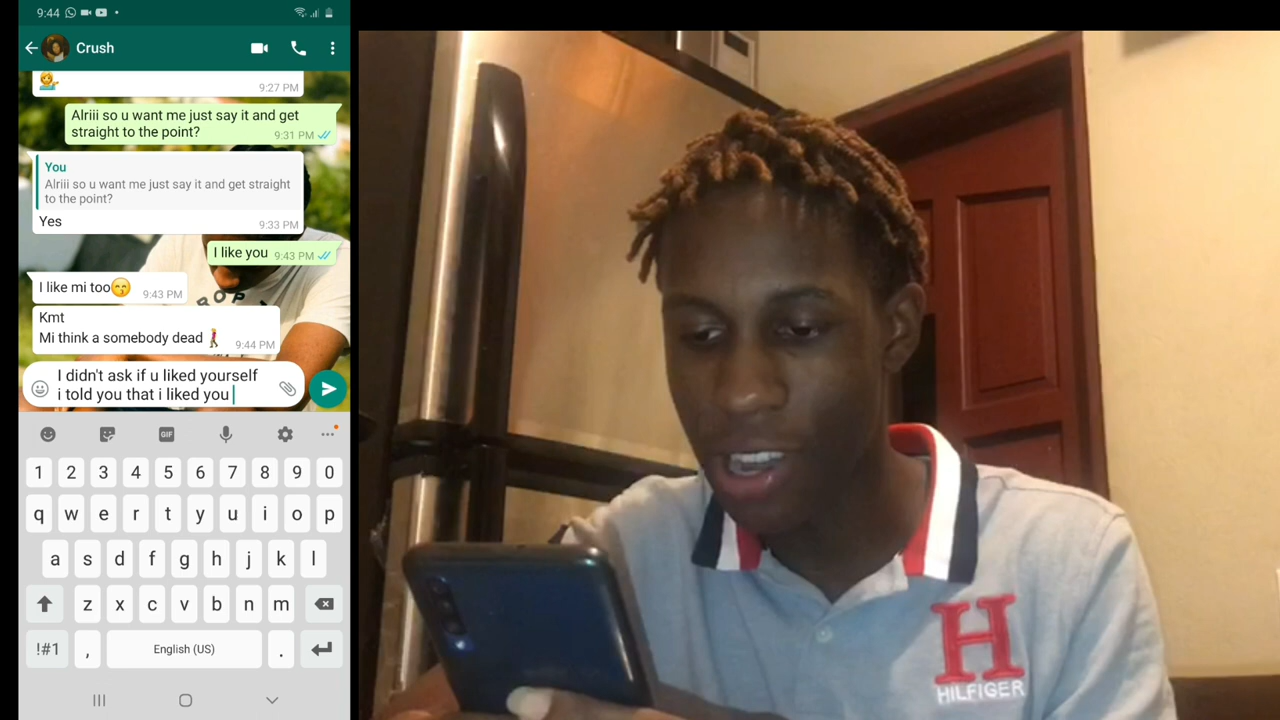 9:44
Crush
9:27 PM
Alriii so u want me just say it and get
straight to the point?
9:31 PM
You
Alriii so u want me just say it and get straight
to the point?
Yes
9:33 PM
I like you
9:43 PM
I like mi too😙
9:43 PM
Kmt
Mi think a somebody dead
9:44 PM
I didn't ask if u liked yourself
i told you that i liked you
GIF
1 2 3 4 5 6 7 8 9 0
q w e r t y u i o p
a s d f g h j k l
z x c v b n m
!#1 , English (US) .
H
HILFIGER